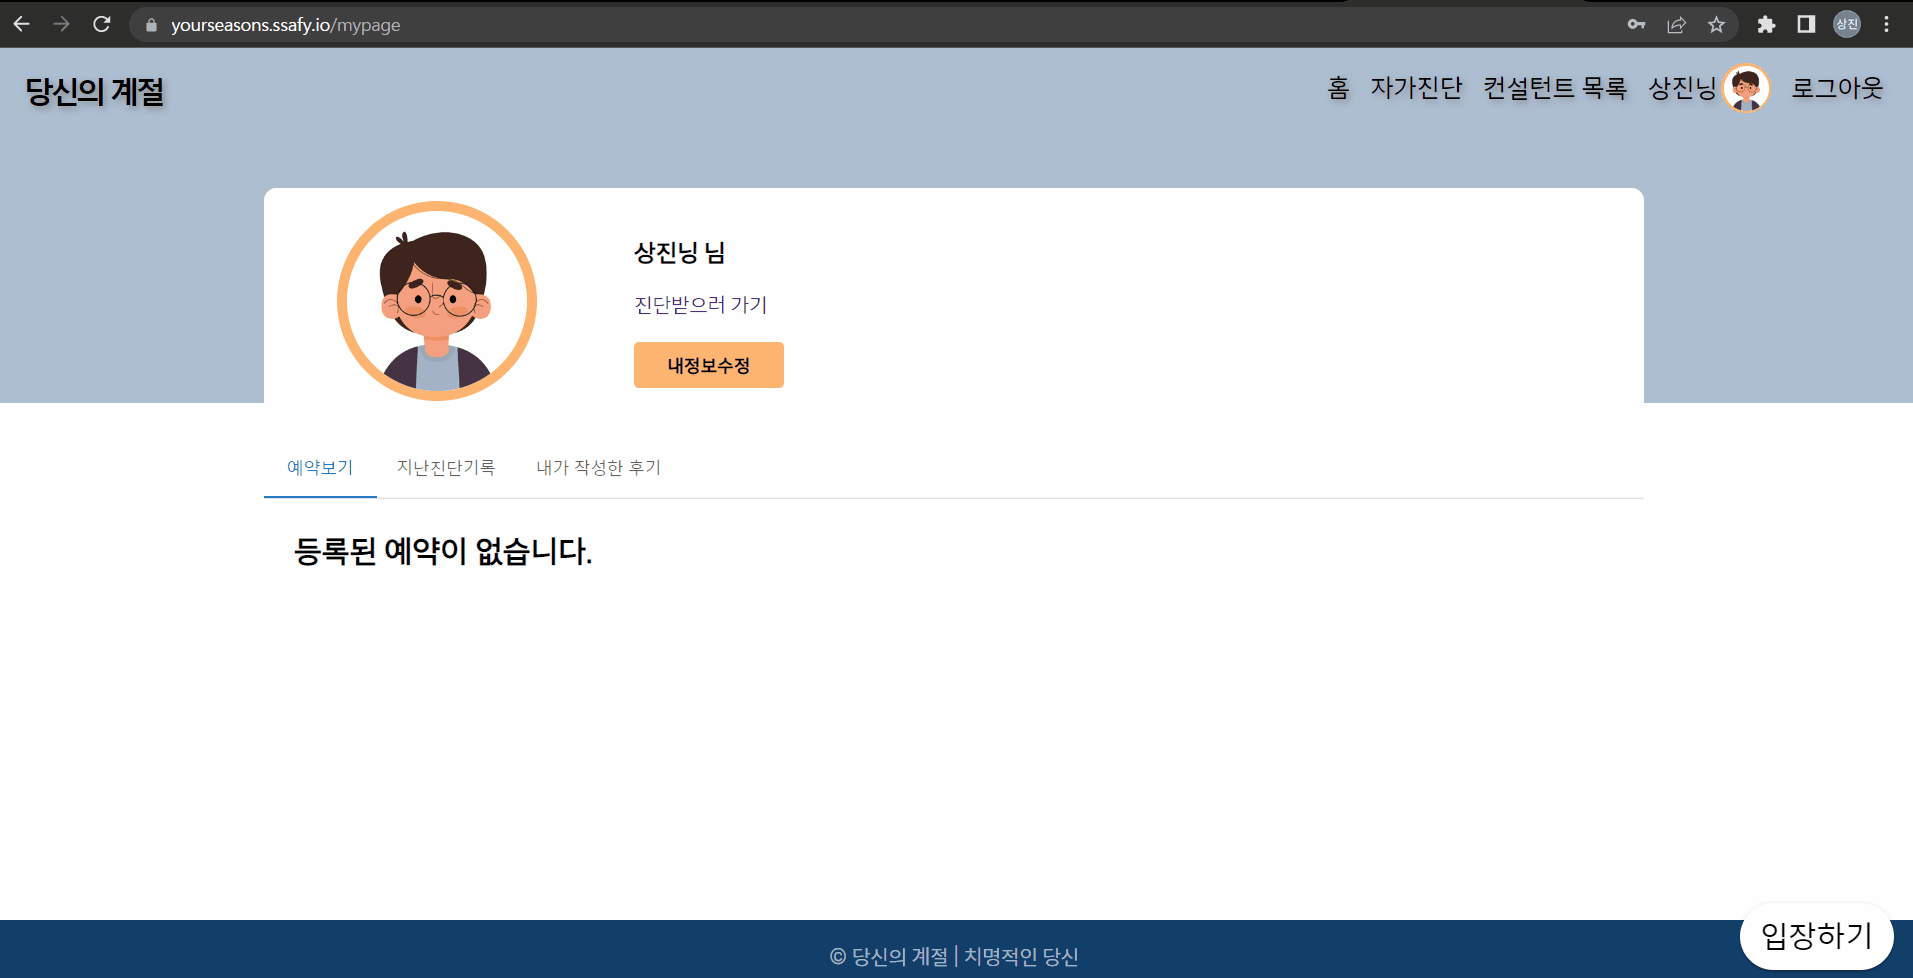 yourseasons.ssafy.io/mypage
상진
당신의 계절
홈 자가진단 컨설턴트 목록 상진닝 로그아웃
상진닝 님
진단받으러 가기
내정보수정
예약보기 지난진단기록 내가 작성한 후기
등록된 예약이 없습니다.
입장하기
© 당신의 계절 | 치명적인 당신